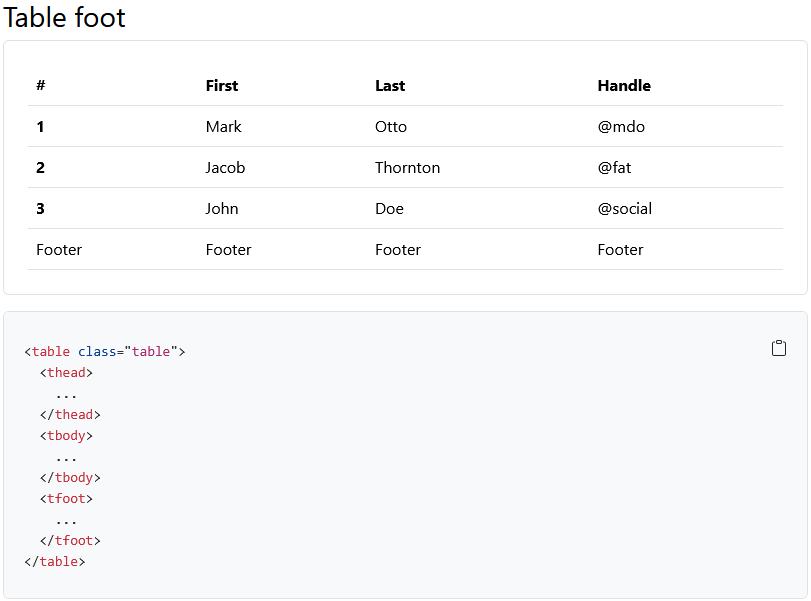 Table foot
# First Last Handle
1 Mark Otto @mdo
2 Jacob Thornton @fat
3 John Doe @social
Footer Footer Footer Footer
<table class="table">
  <thead>
    ...
  </thead>
  <tbody>
    ...
  </tbody>
  <tfoot>
    ...
  </tfoot>
</table>